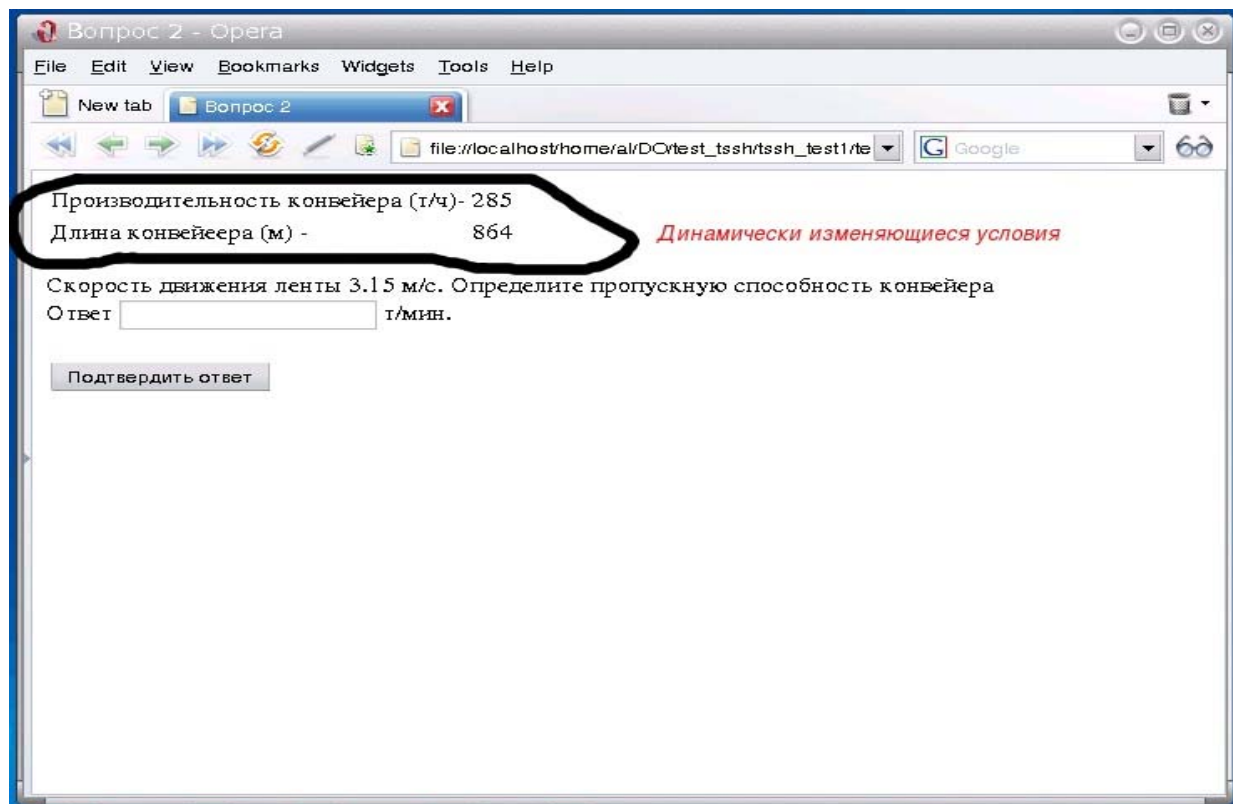 Вопрос 2 - Opera
File Edit View Bookmarks Widgets Tools Help
New tab Вопрос 2
file://localhost/home/al/DO/test_tssh/tssh_test1/te G Google
Производительность конвейера (т/ч)- 285
Длина конвейеера (м) - 864
Динамически изменяющиеся условия
Скорость движения ленты 3.15 м/с. Определите пропускную способность конвейера
Ответ т/мин.
Подтвердить ответ